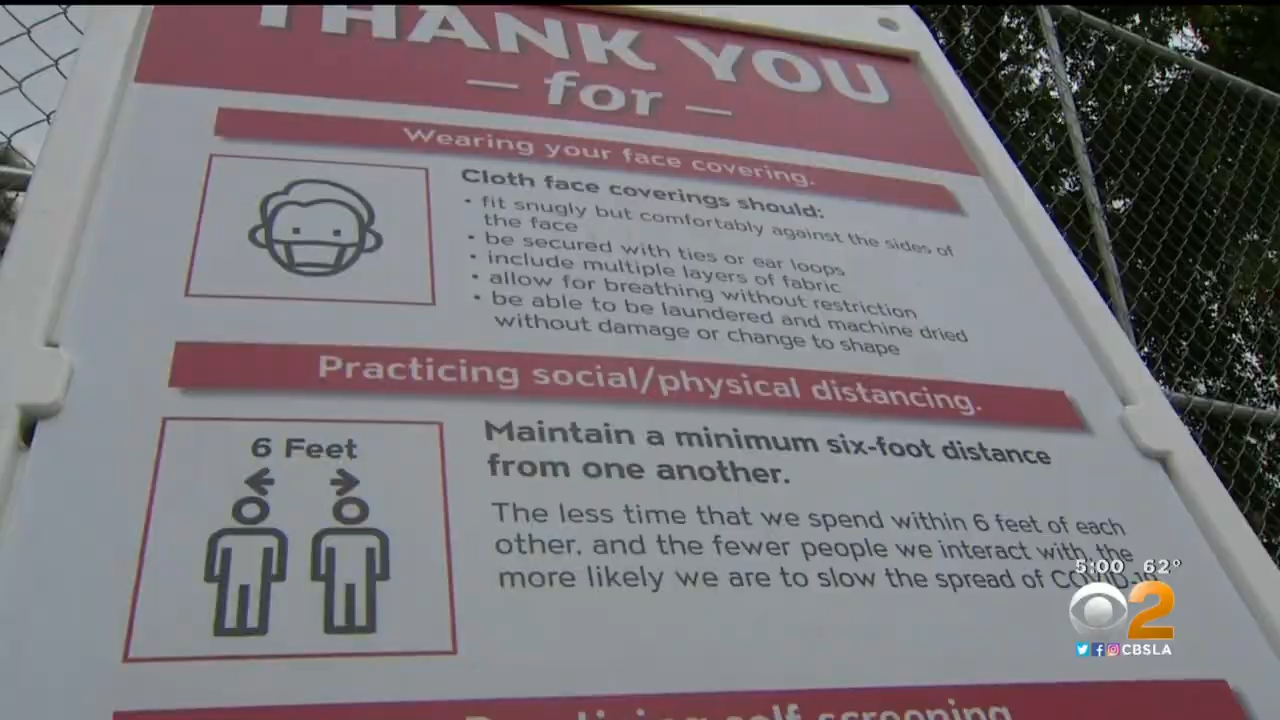 THANK YOU
— for —
Wearing your face covering.
Cloth face coverings should:
• fit snugly but comfortably against the sides of
the face
• be secured with ties or ear loops
• include multiple layers of fabric
• allow for breathing without restriction
• be able to be laundered and machine dried
without damage or change to shape
Practicing social/physical distancing.
6 Feet
Maintain a minimum six-foot distance
from one another.
The less time that we spend within 6 feet of each
other, and the fewer people we interact with, the
more likely we are to slow the spread of
5:00 62°
2
CBSLA
Practicing self-screening